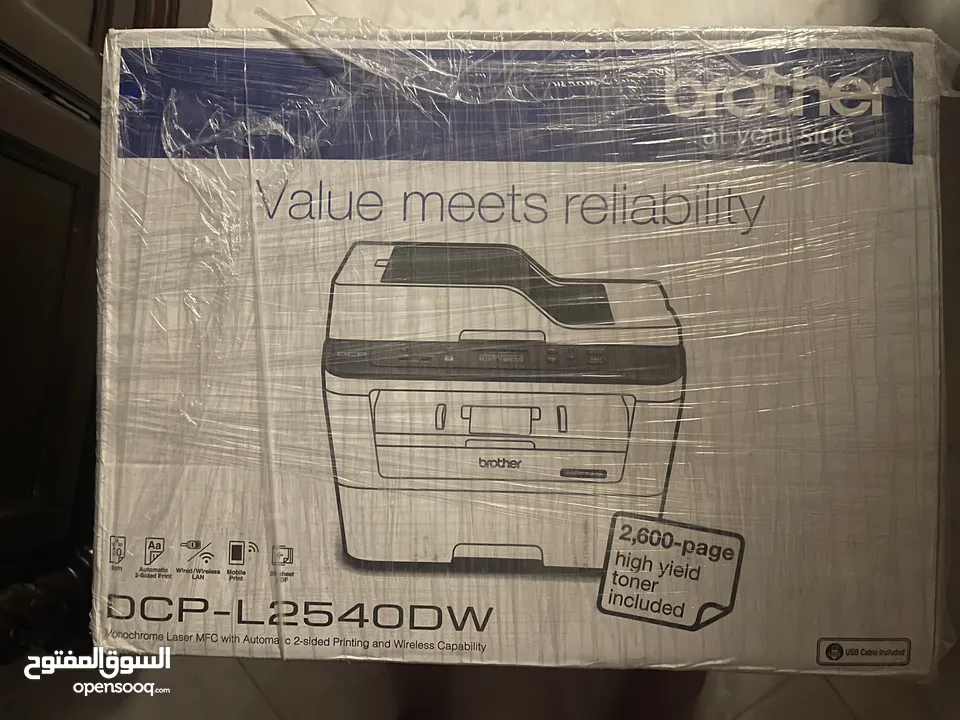 brother
at your side
Value meets reliability
DCP
brother
2,600-page
high yield
toner
included
Automatic
2-Sided Print
Wired/Wireless
LAN
Mobile
Print
DCP-L2540DW
Monochrome Laser MFC with Automatic 2-sided Printing and Wireless Capability
USB Cable Included
السوق المفتوح
opensooq.com